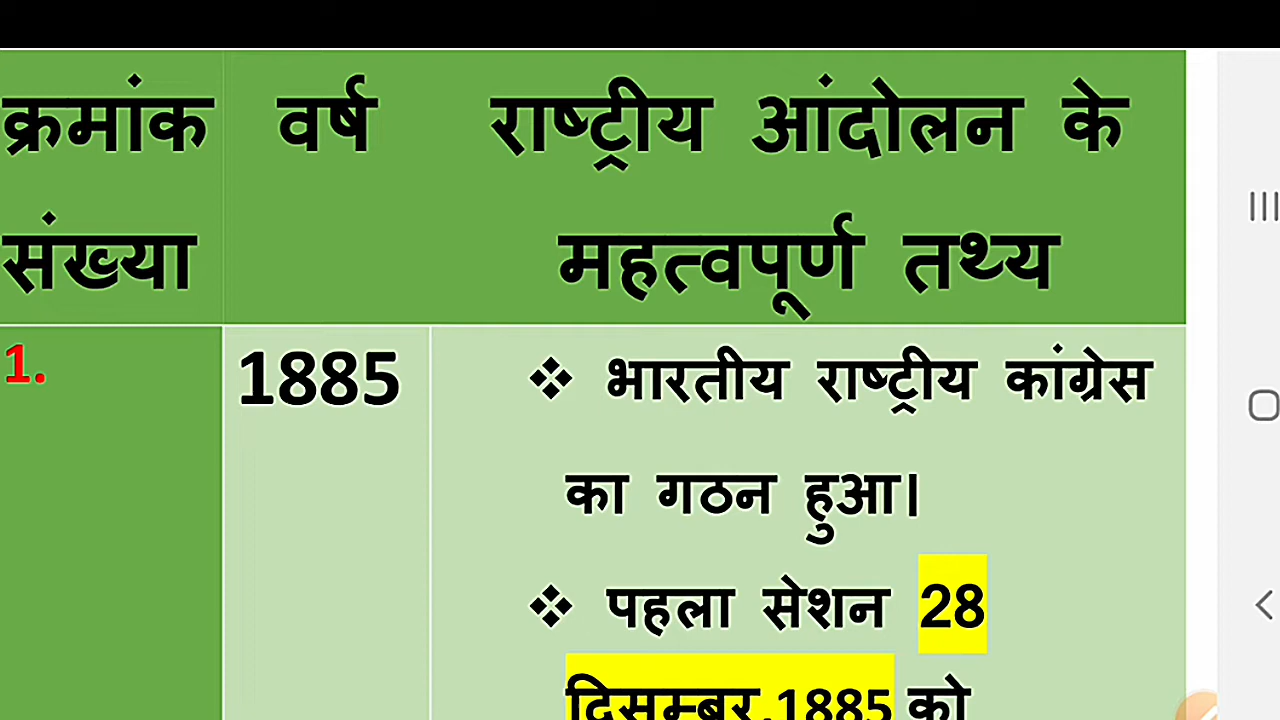 क्रमांक संख्या
वर्ष
राष्ट्रीय आंदोलन के
महत्वपूर्ण तथ्य
1.
1885
❖ भारतीय राष्ट्रीय कांग्रेस
का गठन हुआ।
❖ पहला सेशन 28
दिसम्बर,1885 को